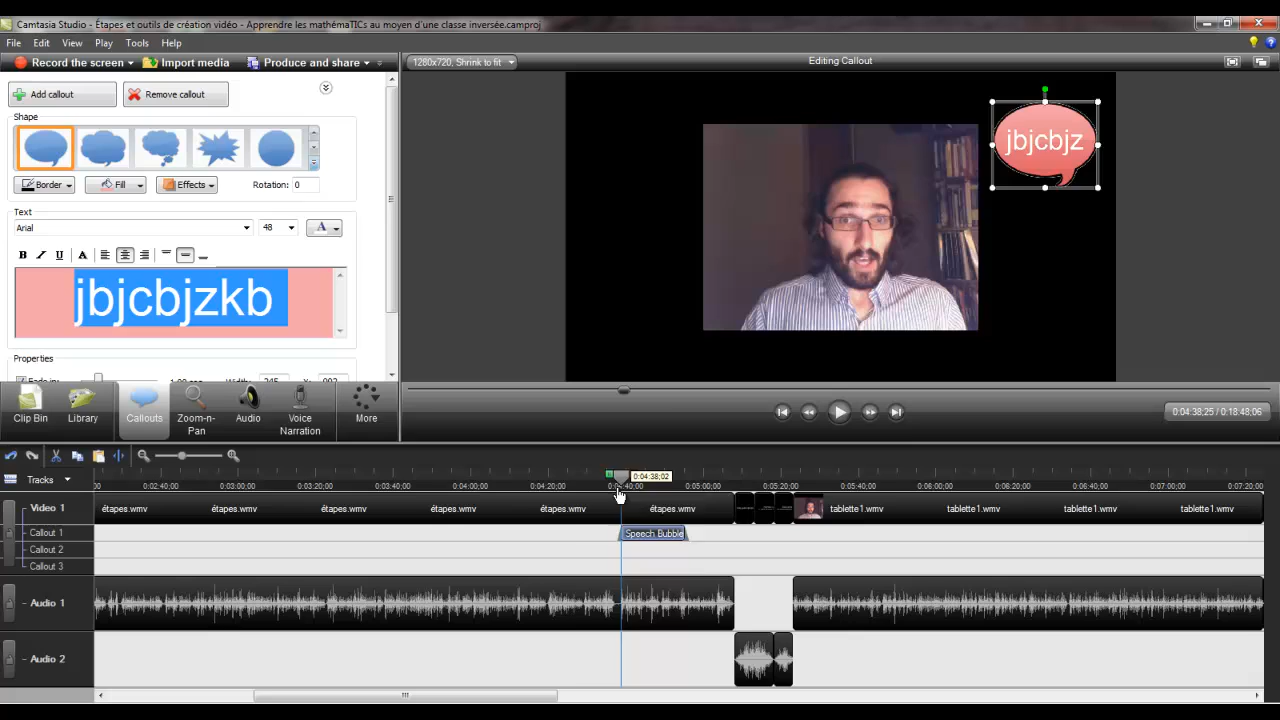 Camtasia Studio - Étapes et outils de création vidéo - Apprendre les mathémaTICs au moyen d'une classe inversée.camproj
File Edit View Play Tools Help
Record the screen Import media Produce and share
1280x720, Shrink to fit
Editing Callout
Add callout Remove callout
Shape
Border Fill Effects Rotation: 0
Text
Arial 48 A
B I U A
jbjcbjzkb
Properties
jbjcbjz
Clip Bin Library Callouts Zoom-n-Pan Audio Voice Narration More
0:04:38;25 / 0:18:48;06
Tracks
0:04:38;02
0:02:40;00 0:03:00;00 0:03:20;00 0:03:40;00 0:04:00;00 0:04:20;00 0:04:40;00 0:05:00;00 0:05:20;00 0:05:40;00 0:06:00;00 0:06:20;00 0:06:40;00 0:07:00;00 0:07:20;00
Video 1 étapes.wmv étapes.wmv étapes.wmv étapes.wmv étapes.wmv étapes.wmv tablette1.wmv tablette1.wmv tablette1.wmv tablette1.wmv
Callout 1 Speech Bubble
Callout 2
Callout 3
Audio 1
Audio 2